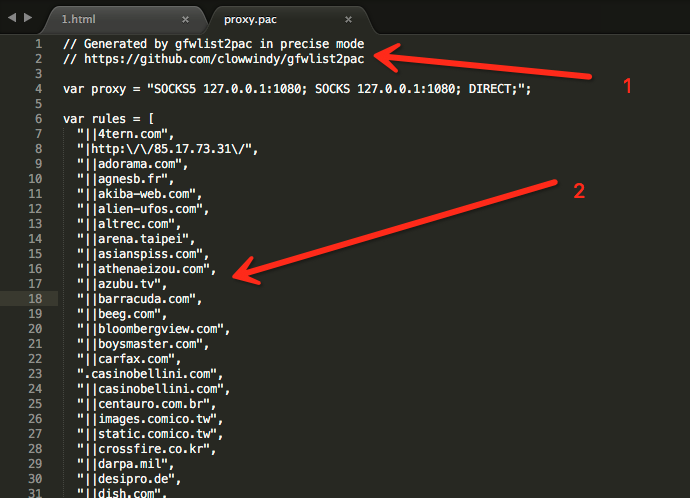 1.html × proxy.pac ×
1 // Generated by gfwlist2pac in precise mode
2 // https://github.com/clowwindy/gfwlist2pac
3
4 var proxy = "SOCKS5 127.0.0.1:1080; SOCKS 127.0.0.1:1080; DIRECT;";
5
6 var rules = [
7 "||4tern.com",
8 "|http:\/\/85.17.73.31\/",
9 "||adorama.com",
10 "||agnesb.fr",
11 "||akiba-web.com",
12 "||alien-ufos.com",
13 "||altrec.com",
14 "||arena.taipei",
15 "||asianspiss.com",
16 "||athenaeizou.com",
17 "||azubu.tv",
18 "||barracuda.com",
19 "||beeg.com",
20 "||bloombergview.com",
21 "||boysmaster.com",
22 "||carfax.com",
23 ".casinobellini.com",
24 "||casinobellini.com",
25 "||centauro.com.br",
26 "||images.comico.tw",
27 "||static.comico.tw",
28 "||crossfire.co.kr",
29 "||darpa.mil",
30 "||desipro.de",
31 "||dish.com",
1
2